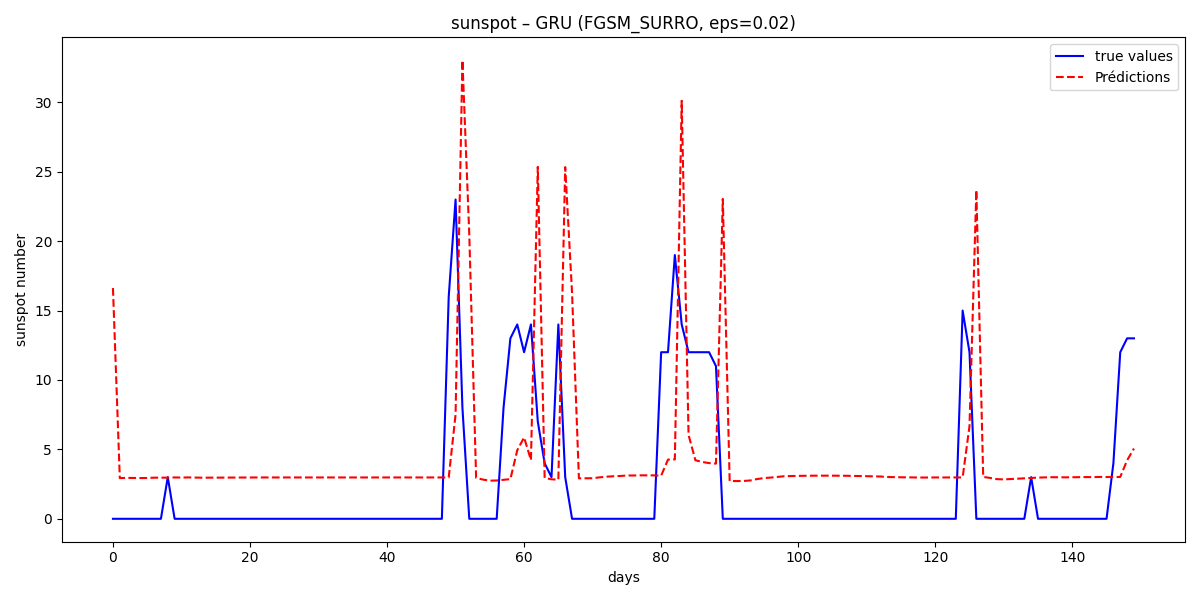 sunspot – GRU (FGSM_SURRO, eps=0.02)
true values
Prédictions
sunspot number
30
25
20
15
10
5
0
0 20 40 60 80 100 120 140
days